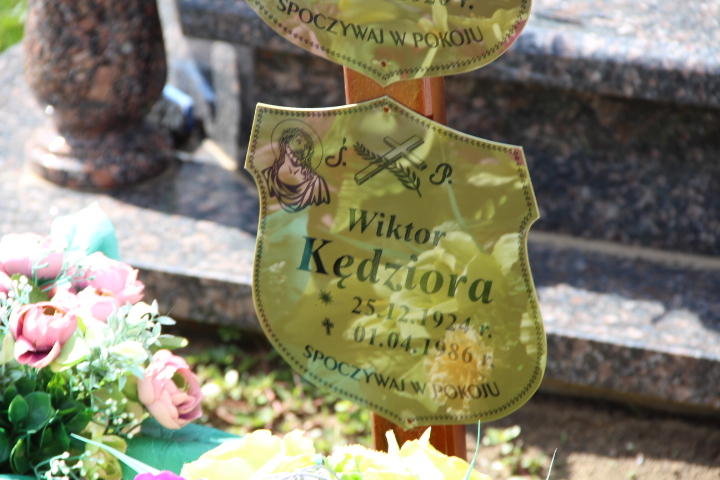 SPOCZYWAJ W POKOJU
Ś. P.
Wiktor
Kędziora
25.12.1924 r.
01.04.1986 r
SPOCZYWAJ W POKOJU